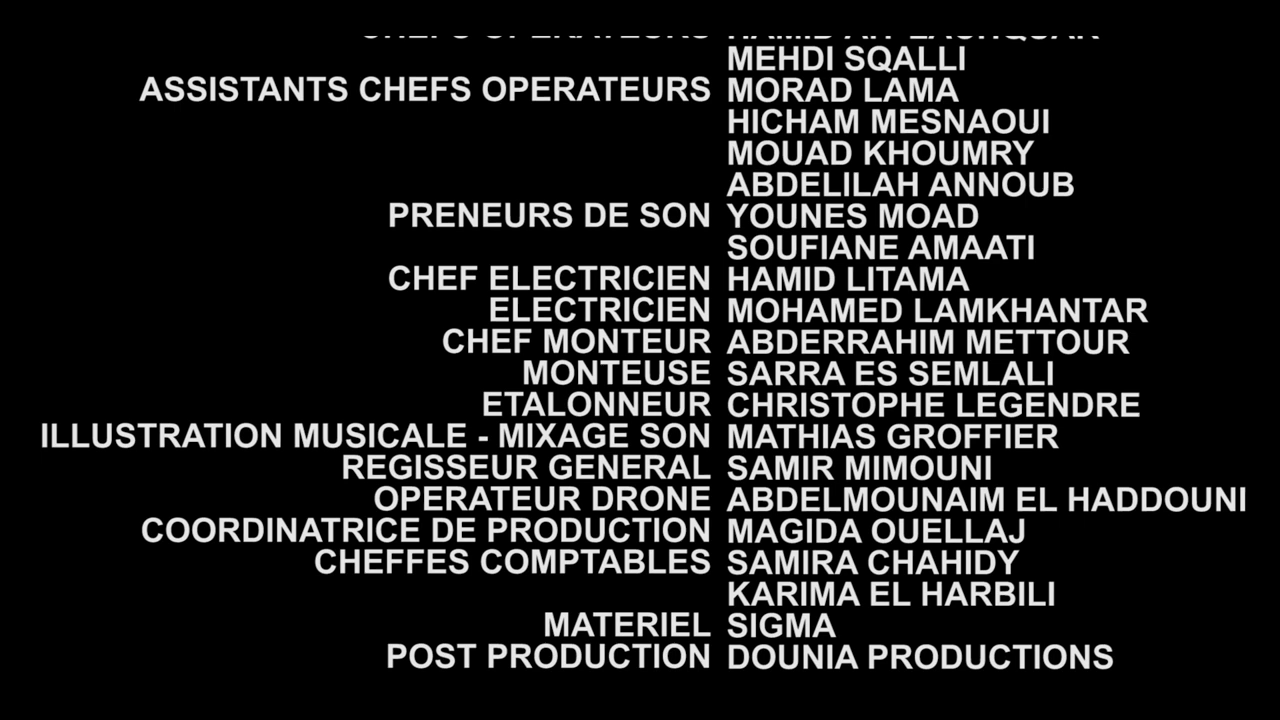 CHEFS OPERATEURS HAMID
MEHDI SQALLI
ASSISTANTS CHEFS OPERATEURS MORAD LAMA
HICHAM MESNAOUI
MOUAD KHOUMRY
ABDELILAH ANNOUB
PRENEURS DE SON YOUNES MOAD
SOUFIANE AMAATI
CHEF ELECTRICIEN HAMID LITAMA
ELECTRICIEN MOHAMED LAMKHANTAR
CHEF MONTEUR ABDERRAHIM METTOUR
MONTEUSE SARRA ES SEMLALI
ETALONNEUR CHRISTOPHE LEGENDRE
ILLUSTRATION MUSICALE - MIXAGE SON MATHIAS GROFFIER
REGISSEUR GENERAL SAMIR MIMOUNI
OPERATEUR DRONE ABDELMOUNAIM EL HADDOUNI
COORDINATRICE DE PRODUCTION MAGIDA OUELLAJ
CHEFFES COMPTABLES SAMIRA CHAHIDY
KARIMA EL HARBILI
MATERIEL SIGMA
POST PRODUCTION DOUNIA PRODUCTIONS